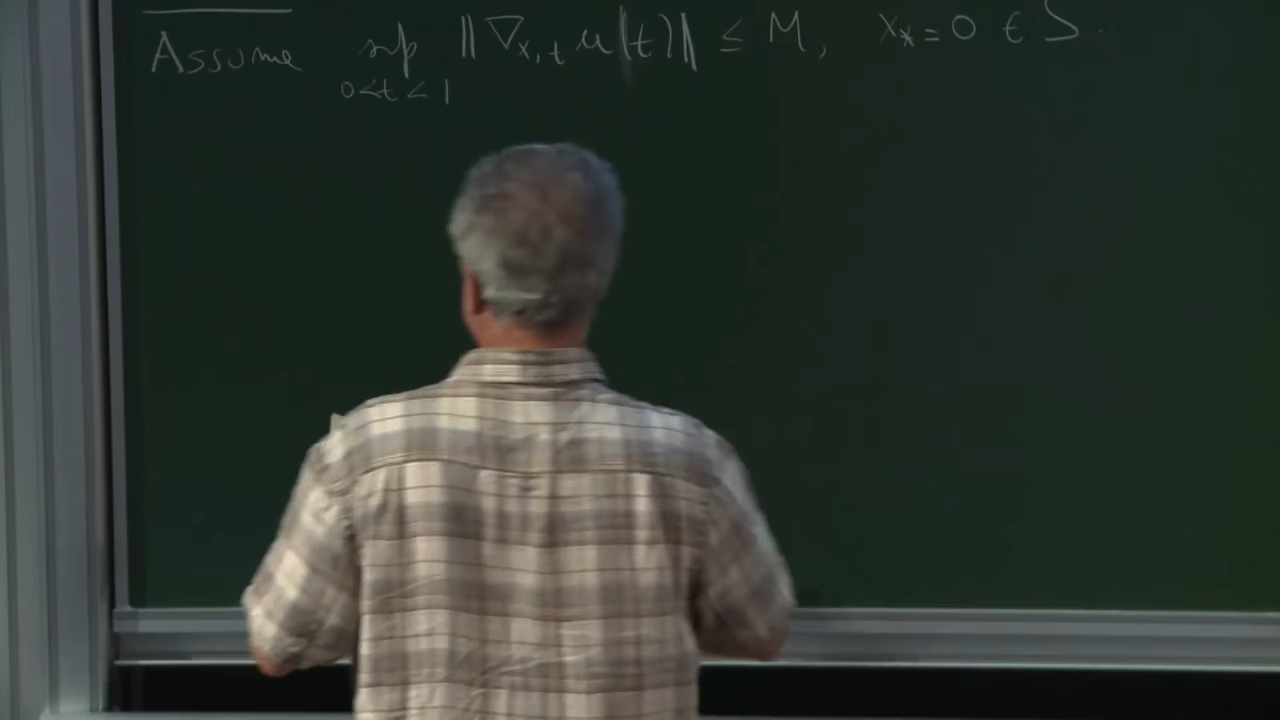 Assume sup ‖∇x,t u(t)‖ ≤ M, x* = 0 ∈ S.
0<t<1